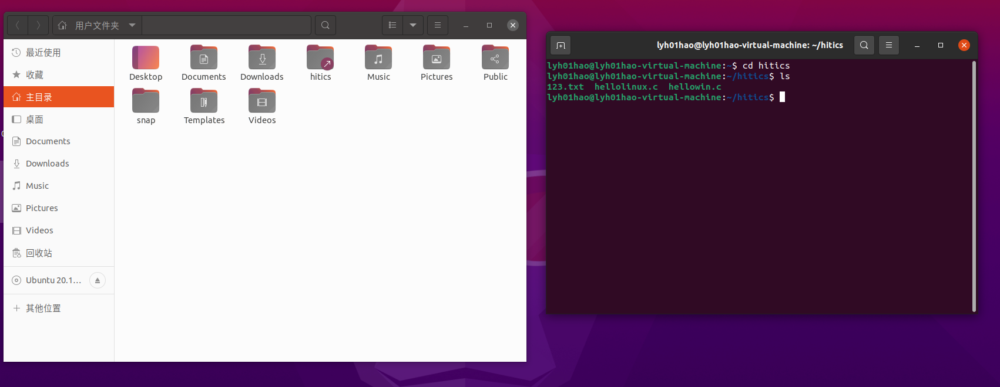 用户文件夹
最近使用
收藏
主目录
桌面
Documents
Downloads
Music
Pictures
Videos
回收站
Ubuntu 20.1...
其他位置
Desktop Documents Downloads hitics Music Pictures Public
snap Templates Videos
lyh01hao@lyh01hao-virtual-machine: ~/hitics
lyh01hao@lyh01hao-virtual-machine:~$ cd hitics
lyh01hao@lyh01hao-virtual-machine:~/hitics$ ls
123.txt hellolinux.c hellowin.c
lyh01hao@lyh01hao-virtual-machine:~/hitics$